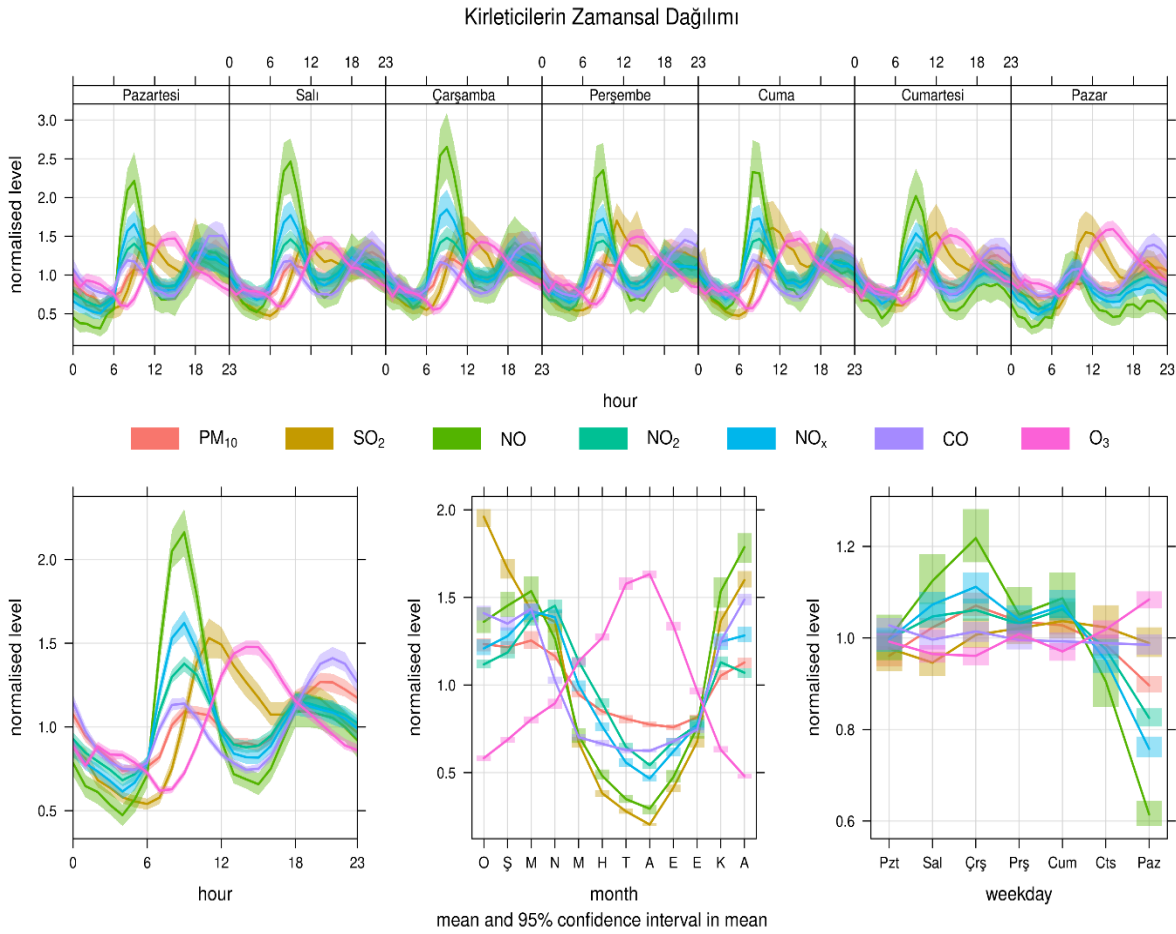 Kirleticilerin Zamansal Dağılımı
0 6 12 18 23 0 6 12 18 23 0 6 12 18 23
Pazartesi Salı Çarşamba Perşembe Cuma Cumartesi Pazar
normalised level
3.0
2.5
2.0
1.5
1.0
0.5
0 6 12 18 23 0 6 12 18 23 0 6 12 18 23 0 6 12 18 23
hour
PM10 SO2 NO NO2 NOx CO O3
normalised level
2.0
1.5
1.0
0.5
0 6 12 18 23
hour
normalised level
2.0
1.5
1.0
0.5
O Ş M N M H T A E E K A
month
normalised level
1.2
1.0
0.8
0.6
Pzt Sal Çrş Prş Cum Cts Paz
weekday
mean and 95% confidence interval in mean